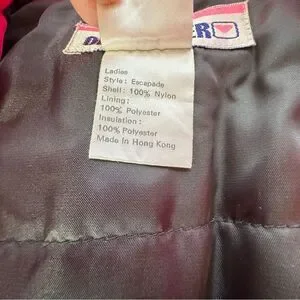 Ladies
Style: Escapade
Shell: 100% Nylon
Lining:
100% Polyester
Insulation:
100% Polyester
Made in Hong Kong